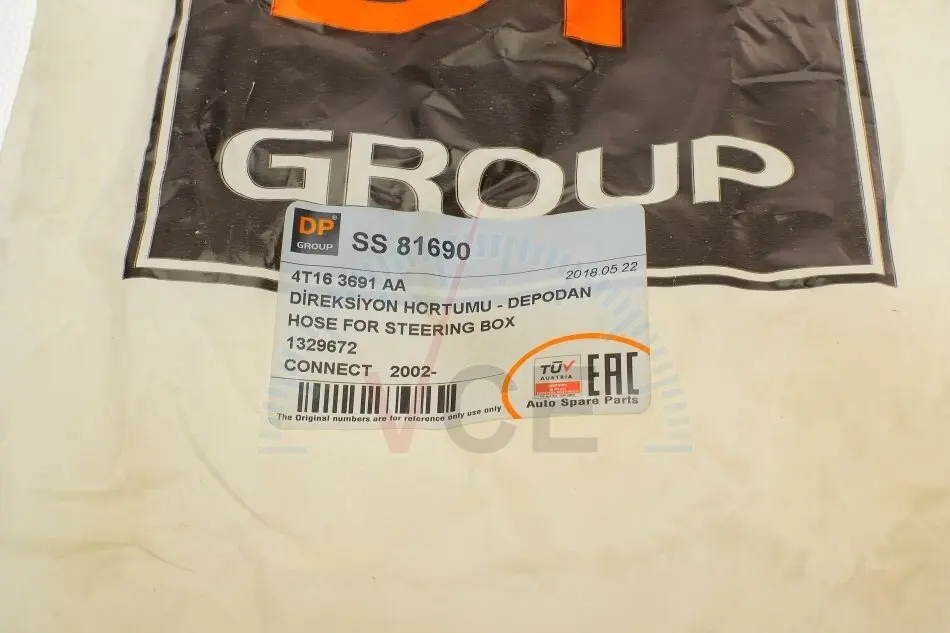 GROUP
DP®
GROUP
SS 81690
2018.05.22
4T16 3691 AA
DİREKSİYON HORTUMU - DEPODAN
HOSE FOR STEERING BOX
1329672
CONNECT 2002-
TÜV
AUSTRIA
EAC
Auto Spare Parts
The Original numbers are for reference only use only
VCE